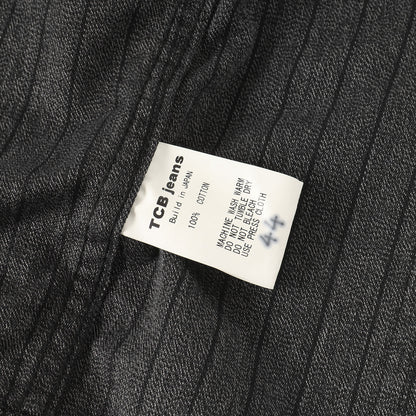 TCB jeans
Build in JAPAN
100% COTTON
MACHINE WASH WARM
DO NOT TUMBLE DRY
DO NOT BLEACH
USE PRESS CLOTH
44